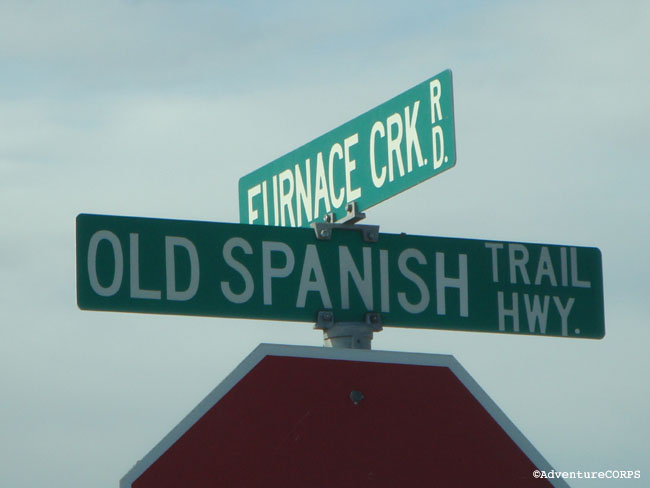 FURNACE CRK. RD.
OLD SPANISH TRAIL HWY.
©AdventureCORPS